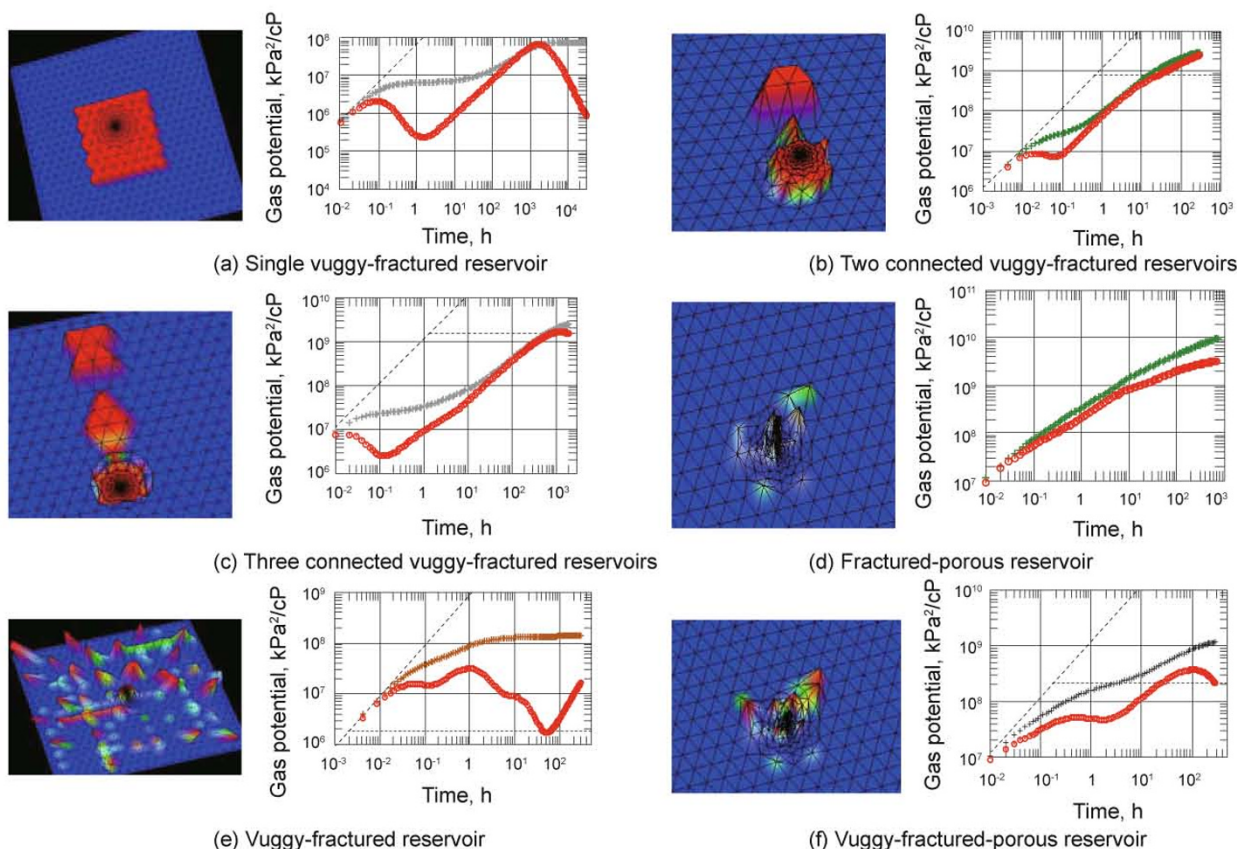 Gas potential, kPa²/cP
10⁸
10⁷
10⁶
10⁵
10⁴
10⁻² 10⁻¹ 1 10¹ 10² 10³ 10⁴
Time, h
(a) Single vuggy-fractured reservoir
Gas potential, kPa²/cP
10¹⁰
10⁹
10⁸
10⁷
10⁶
10⁻³ 10⁻² 10⁻¹ 1 10¹ 10² 10³
Time, h
(b) Two connected vuggy-fractured reservoirs
Gas potential, kPa²/cP
10¹⁰
10⁹
10⁸
10⁷
10⁶
10⁻² 10⁻¹ 1 10¹ 10² 10³
Time, h
(c) Three connected vuggy-fractured reservoirs
Gas potential, kPa²/cP
10¹¹
10¹⁰
10⁹
10⁸
10⁷
10⁻² 10⁻¹ 1 10¹ 10² 10³
Time, h
(d) Fractured-porous reservoir
Gas potential, kPa²/cP
10⁹
10⁸
10⁷
10⁶
10⁻³ 10⁻² 10⁻¹ 1 10¹ 10²
Time, h
(e) Vuggy-fractured reservoir
Gas potential, kPa²/cP
10¹⁰
10⁹
10⁸
10⁷
10⁻² 10⁻¹ 1 10¹ 10²
Time, h
(f) Vuggy-fractured-porous reservoir